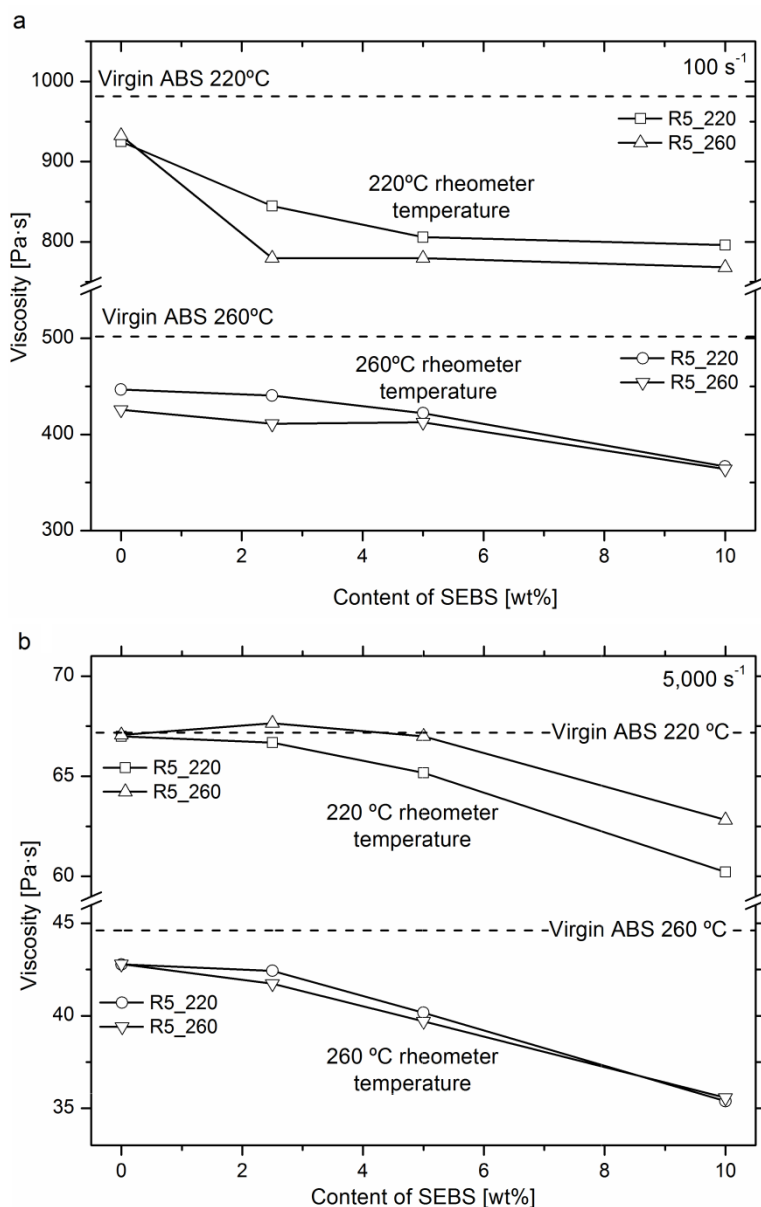 a
Virgin ABS 220ºC
100 s⁻¹
R5_220
R5_260
220ºC rheometer
temperature
1000
900
800
Viscosity [Pa·s]
Virgin ABS 260ºC
R5_220
R5_260
260ºC rheometer
temperature
500
400
300
0 2 4 6 8 10
Content of SEBS [wt%]
b
5,000 s⁻¹
Virgin ABS 220 ºC
R5_220
R5_260
220 ºC rheometer
temperature
70
65
60
Viscosity [Pa·s]
Virgin ABS 260 ºC
R5_220
R5_260
260 ºC rheometer
temperature
45
40
35
0 2 4 6 8 10
Content of SEBS [wt%]